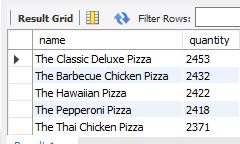 Result Grid Filter Rows:
name quantity
The Classic Deluxe Pizza 2453
The Barbecue Chicken Pizza 2432
The Hawaiian Pizza 2422
The Pepperoni Pizza 2418
The Thai Chicken Pizza 2371